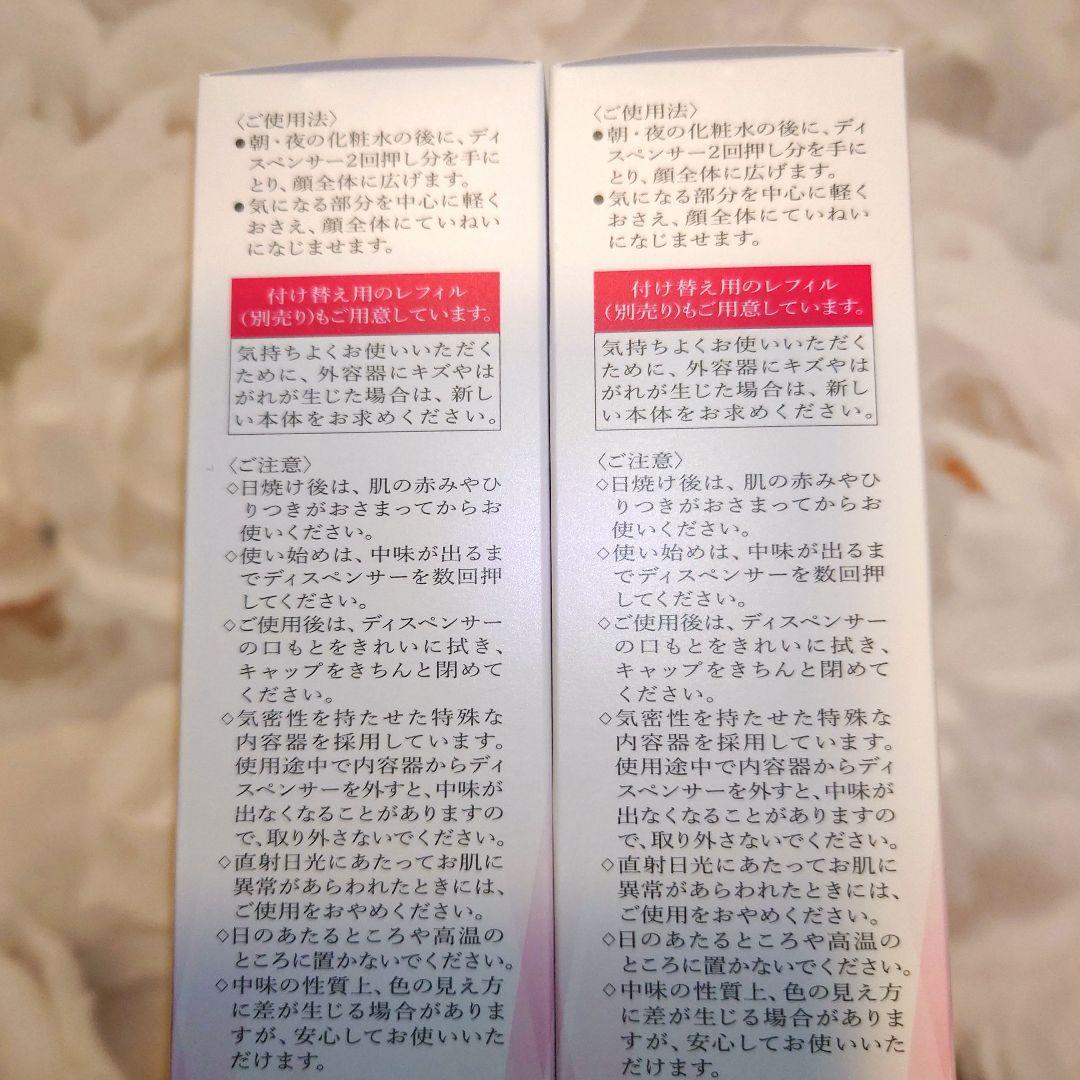 〈ご使用法〉
●朝・夜の化粧水の後に、ディ
スペンサー2回押し分を手に
とり、顔全体に広げます。
●気になる部分を中心に軽く
おさえ、顔全体にていねい
になじませます。
付け替え用のレフィル
(別売り)もご用意しています。
気持ちよくお使いいただく
ために、外容器にキズやは
がれが生じた場合は、新し
い本体をお求めください。
〈ご注意〉
◇日焼け後は、肌の赤みやひ
りつきがおさまってからお
使いください。
◇使い始めは、中味が出るま
でディスペンサーを数回押
してください。
◇ご使用後は、ディスペンサー
の口もとをきれいに拭き、
キャップをきちんと閉めて
ください。
◇気密性を持たせた特殊な
内容器を採用しています。
使用途中で内容器からディ
スペンサーを外すと、中味が
出なくなることがありますの
で、取り外さないでください。
◇直射日光にあたってお肌に
異常があらわれたときには、
ご使用をおやめください。
◇日のあたるところや高温の
ところに置かないでください。
◇中味の性質上、色の見え方
に差が生じる場合がありま
すが、安心してお使いいた
だけます。
〈ご使用法〉
●朝・夜の化粧水の後に、ディ
スペンサー2回押し分を手に
とり、顔全体に広げます。
●気になる部分を中心に軽く
おさえ、顔全体にていねい
になじませます。
付け替え用のレフィル
(別売り)もご用意しています。
気持ちよくお使いいただく
ために、外容器にキズやは
がれが生じた場合は、新し
い本体をお求めください。
〈ご注意〉
◇日焼け後は、肌の赤みやひ
りつきがおさまってからお
使いください。
◇使い始めは、中味が出るま
でディスペンサーを数回押
してください。
◇ご使用後は、ディスペンサー
の口もとをきれいに拭き、
キャップをきちんと閉めて
ください。
◇気密性を持たせた特殊な
内容器を採用しています。
使用途中で内容器からディ
スペンサーを外すと、中味が
出なくなることがありますの
で、取り外さないでください。
◇直射日光にあたってお肌に
異常があらわれたときには、
ご使用をおやめください。
◇日のあたるところや高温の
ところに置かないでください。
◇中味の性質上、色の見え方
に差が生じる場合がありま
すが、安心してお使いいた
だけます。